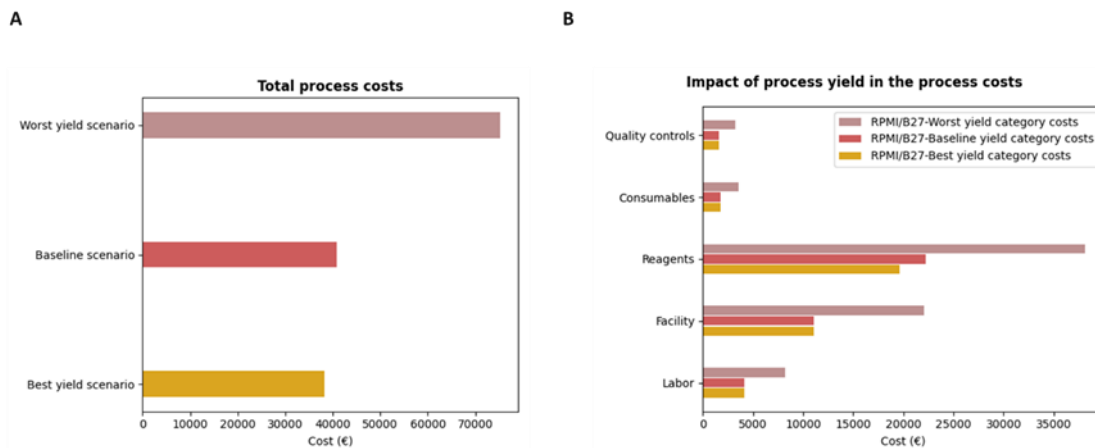 A
B
Total process costs
Worst yield scenario
Baseline scenario
Best yield scenario
0 10000 20000 30000 40000 50000 60000 70000
Cost (€)
Impact of process yield in the process costs
RPMI/B27-Worst yield category costs
RPMI/B27-Baseline yield category costs
RPMI/B27-Best yield category costs
Quality controls
Consumables
Reagents
Facility
Labor
0 5000 10000 15000 20000 25000 30000 35000
Cost (€)